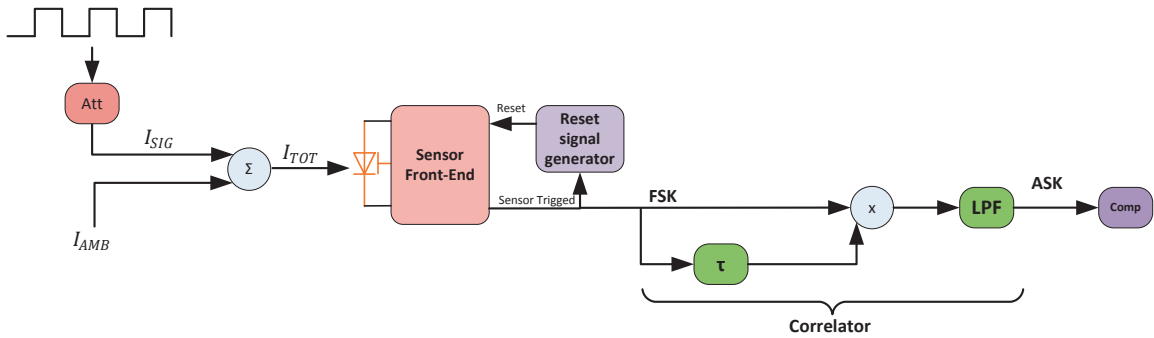 Att
I_SIG
I_AMB
Σ
I_TOT
Sensor
Front-End
Reset
Reset
signal
generator
Sensor Trigged
FSK
τ
x
LPF
ASK
Comp
Correlator